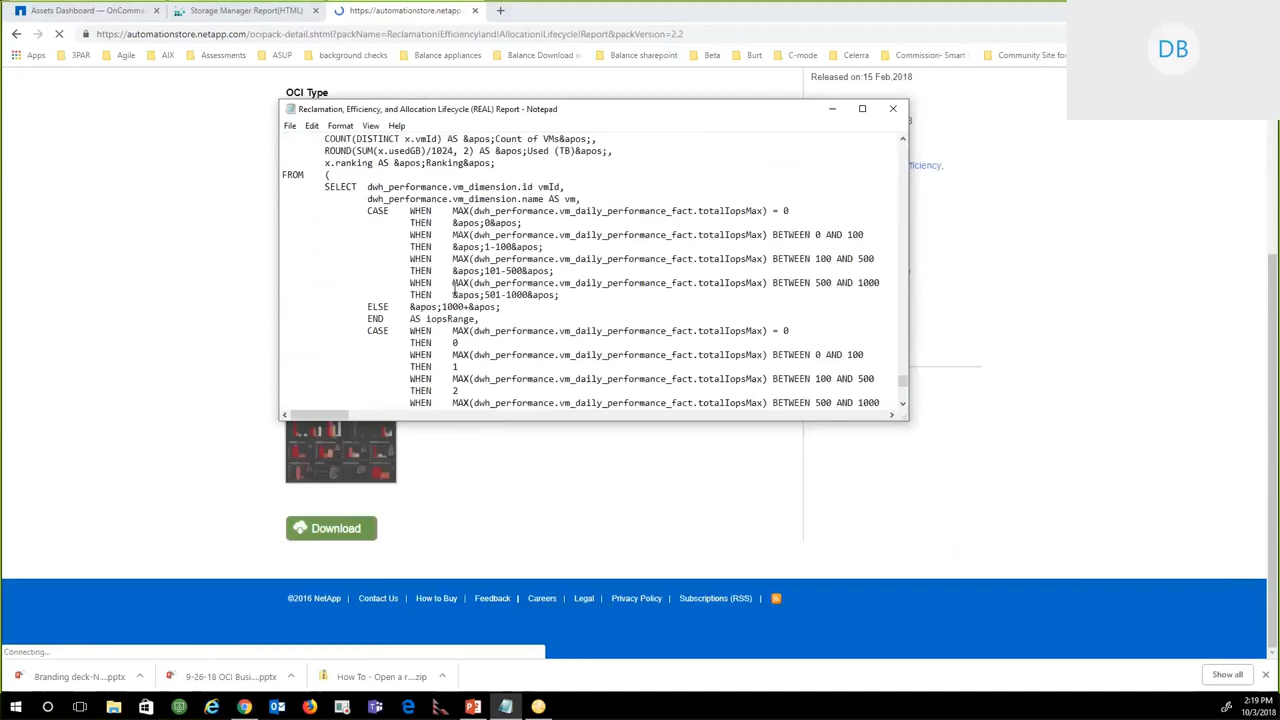 Assets Dashboard — OnComman
Storage Manager Report(HTML)
https://automationstore.netapp.
https://automationstore.netapp.com/ocipack-detail.shtml?packName=Reclamation|Efficiency|and|Allocation|Lifecycle|Report&packVersion=2.2
Apps
3PAR
Agile
AIX
Assessments
ASUP
background checks
Balance appliances
Balance Download in
Balance sharepoint
Beta
Burt
C-mode
Celerra
Commission- Smart
Community Site for
DB
Released on:15 Feb,2018
OCI Type
Reclamation, Efficiency, and Allocation Lifecycle (REAL) Report - Notepad
File Edit Format View Help
COUNT(DISTINCT x.vmId) AS &apos;Count of VMs&apos;,
ROUND(SUM(x.usedGB)/1024, 2) AS &apos;Used (TB)&apos;,
x.ranking AS &apos;Ranking&apos;
FROM (
SELECT dwh_performance.vm_dimension.id vmId,
dwh_performance.vm_dimension.name AS vm,
CASE WHEN MAX(dwh_performance.vm_daily_performance_fact.totalIopsMax) = 0
THEN &apos;0&apos;
WHEN MAX(dwh_performance.vm_daily_performance_fact.totalIopsMax) BETWEEN 0 AND 100
THEN &apos;1-100&apos;
WHEN MAX(dwh_performance.vm_daily_performance_fact.totalIopsMax) BETWEEN 100 AND 500
THEN &apos;101-500&apos;
WHEN MAX(dwh_performance.vm_daily_performance_fact.totalIopsMax) BETWEEN 500 AND 1000
THEN &apos;501-1000&apos;
ELSE &apos;1000+&apos;
END AS iopsRange,
CASE WHEN MAX(dwh_performance.vm_daily_performance_fact.totalIopsMax) = 0
THEN 0
WHEN MAX(dwh_performance.vm_daily_performance_fact.totalIopsMax) BETWEEN 0 AND 100
THEN 1
WHEN MAX(dwh_performance.vm_daily_performance_fact.totalIopsMax) BETWEEN 100 AND 500
THEN 2
WHEN MAX(dwh_performance.vm_daily_performance_fact.totalIopsMax) BETWEEN 500 AND 1000
fficiency,
Download
©2016 NetApp | Contact Us | How to Buy | Feedback | Careers | Legal | Privacy Policy | Subscriptions (RSS) |
Connecting...
Branding deck-N....pptx
9-26-18 OCI Busi....pptx
How To - Open a r....zip
Show all
2:19 PM
10/3/2018